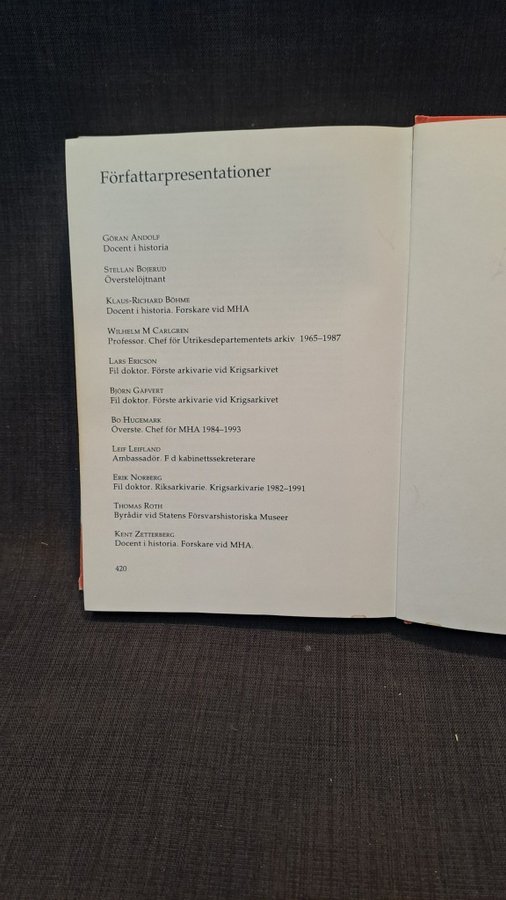 Författarpresentationer
GÖRAN ANDOLF
Docent i historia
STELLAN BOJERUD
Överstelöjtnant
KLAUS-RICHARD BÖHME
Docent i historia. Forskare vid MHA
WILHELM M CARLGREN
Professor. Chef för Utrikesdepartementets arkiv 1965–1987
LARS ERICSON
Fil doktor. Förste arkivarie vid Krigsarkivet
BJÖRN GÄFVERT
Fil doktor. Förste arkivarie vid Krigsarkivet
BO HUGEMARK
Överste. Chef för MHA 1984–1993
LEIF LEIFLAND
Ambassadör. F d kabinettssekreterare
ERIK NORBERG
Fil doktor. Riksarkivarie. Krigsarkivarie 1982–1991
THOMAS ROTH
Byrådir vid Statens Försvarshistoriska Museer
KENT ZETTERBERG
Docent i historia. Forskare vid MHA.
420